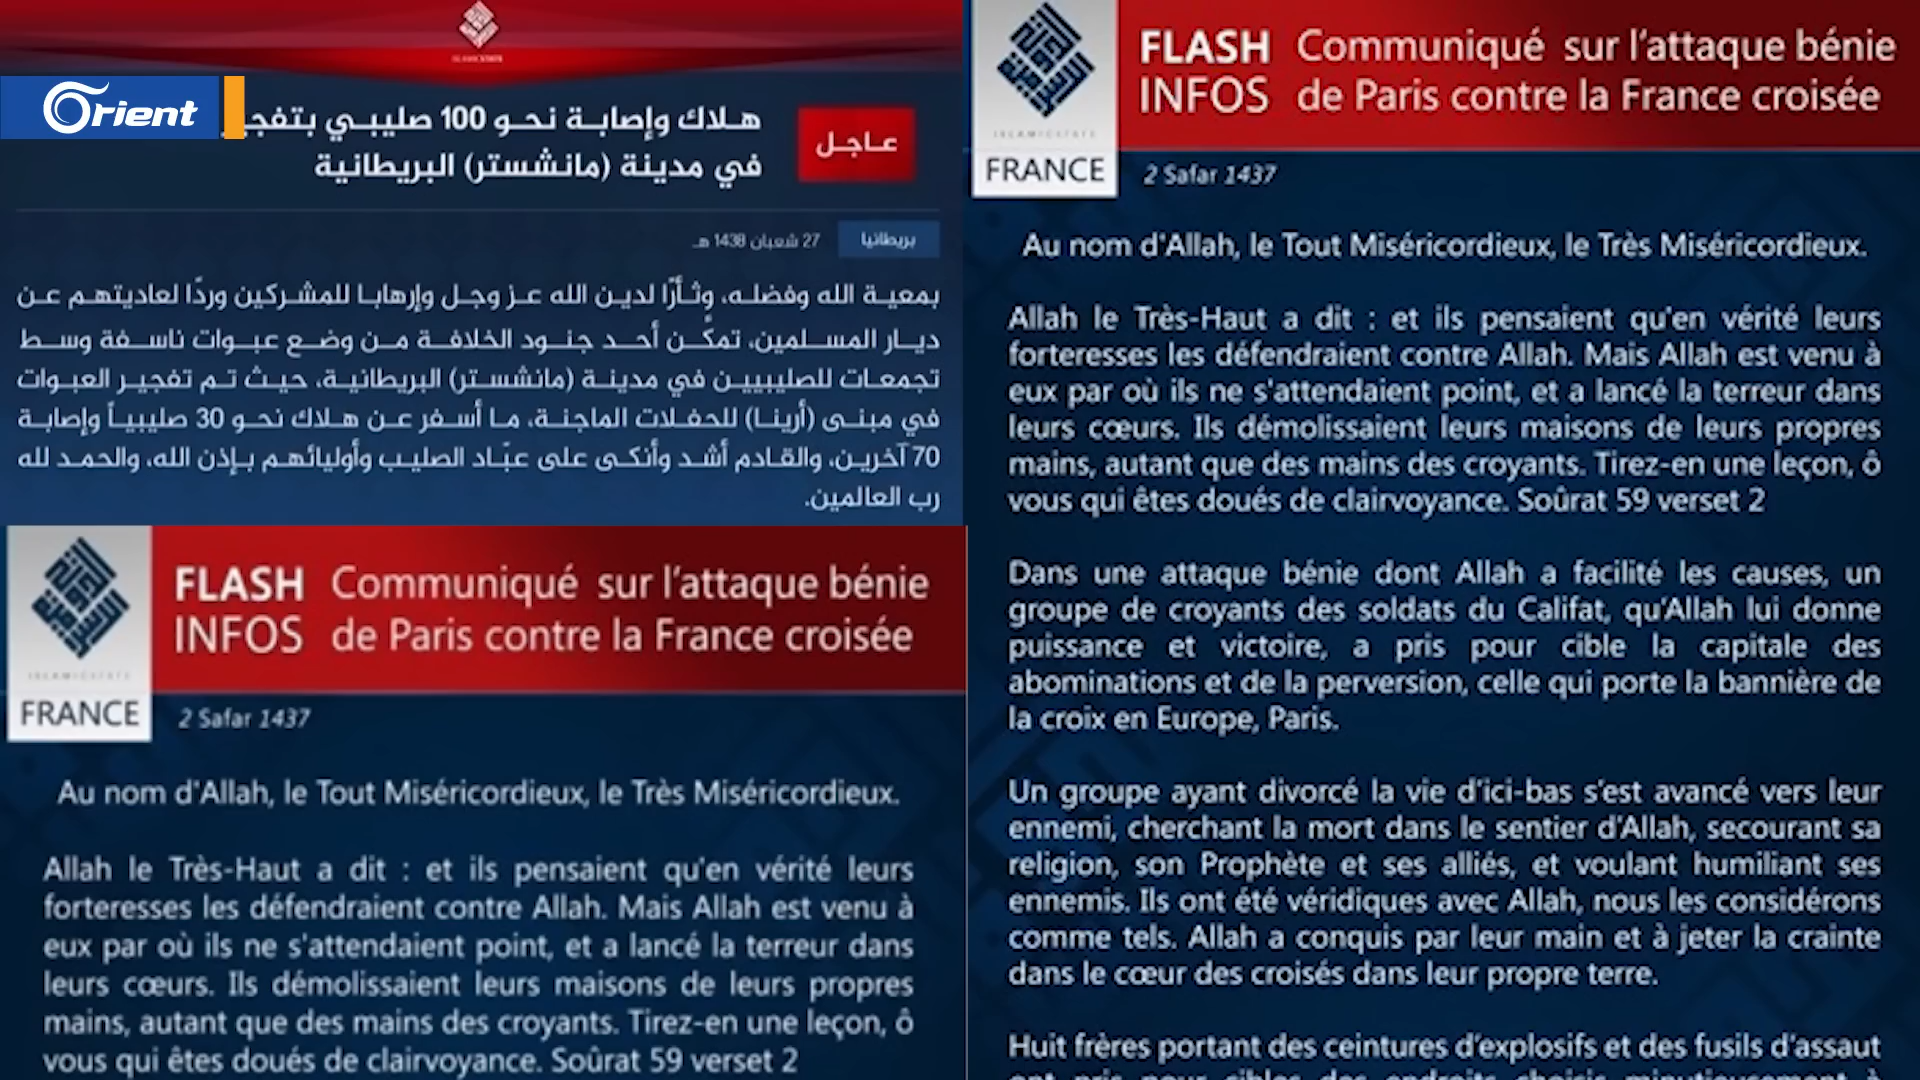 Orient
عاجل
هلاك وإصابة نحو 100 صليبي بتفجير
في مدينة (مانشستر) البريطانية
بريطانيا
27 شعبان 1438 هـ
بمعية الله وفضله، وثأرًا لدين الله عز وجل وإرهابا للمشركين وردًا لعاديتهم عن
ديار المسلمين، تمكّن أحد جنود الخلافة من وضع عبوات ناسفة وسط
تجمعات للصليبيين في مدينة (مانشستر) البريطانية، حيث تم تفجير العبوات
في مبنى (أرينا) للحفلات الماجنة، ما أسفر عن هلاك نحو 30 صليبياً وإصابة
70 آخرين، والقادم أشد وأنكى على عبّاد الصليب وأوليائهم بإذن الله، والحمد لله
رب العالمين.
FLASH INFOS
Communiqué sur l'attaque bénie
de Paris contre la France croisée
ISLAMIC STATE
FRANCE
2 Safar 1437
Au nom d'Allah, le Tout Miséricordieux, le Très Miséricordieux.
Allah le Très-Haut a dit : et ils pensaient qu'en vérité leurs
forteresses les défendraient contre Allah. Mais Allah est venu à
eux par où ils ne s'attendaient point, et a lancé la terreur dans
leurs cœurs. Ils démolissaient leurs maisons de leurs propres
mains, autant que des mains des croyants. Tirez-en une leçon, ô
vous qui êtes doués de clairvoyance. Soûrat 59 verset 2
FLASH INFOS
Communiqué sur l'attaque bénie
de Paris contre la France croisée
ISLAMIC STATE
FRANCE
2 Safar 1437
Au nom d'Allah, le Tout Miséricordieux, le Très Miséricordieux.
Allah le Très-Haut a dit : et ils pensaient qu'en vérité leurs
forteresses les défendraient contre Allah. Mais Allah est venu à
eux par où ils ne s'attendaient point, et a lancé la terreur dans
leurs cœurs. Ils démolissaient leurs maisons de leurs propres
mains, autant que des mains des croyants. Tirez-en une leçon, ô
vous qui êtes doués de clairvoyance. Soûrat 59 verset 2
Dans une attaque bénie dont Allah a facilité les causes, un
groupe de croyants des soldats du Califat, qu'Allah lui donne
puissance et victoire, a pris pour cible la capitale des
abominations et de la perversion, celle qui porte la bannière de
la croix en Europe, Paris.
Un groupe ayant divorcé la vie d'ici-bas s'est avancé vers leur
ennemi, cherchant la mort dans le sentier d'Allah, secourant sa
religion, son Prophète et ses alliés, et voulant humiliant ses
ennemis. Ils ont été véridiques avec Allah, nous les considérons
comme tels. Allah a conquis par leur main et à jeter la crainte
dans le cœur des croisés dans leur propre terre.
Huit frères portant des ceintures d'explosifs et des fusils d'assaut